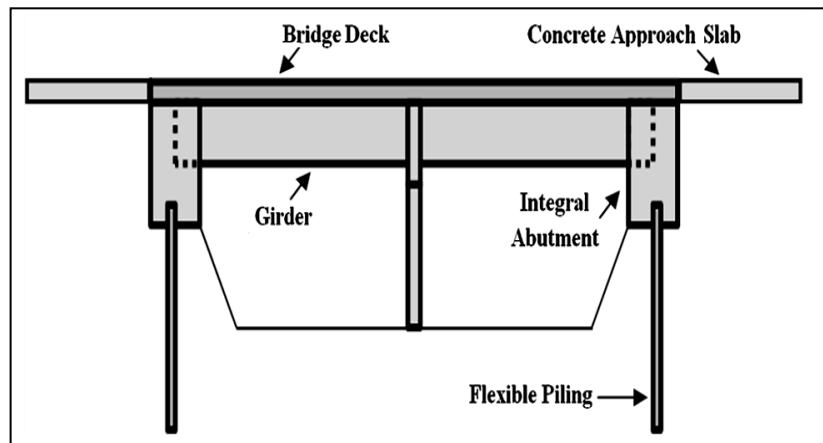 Bridge Deck
Concrete Approach Slab
Girder
Integral
Abutment
Flexible Piling